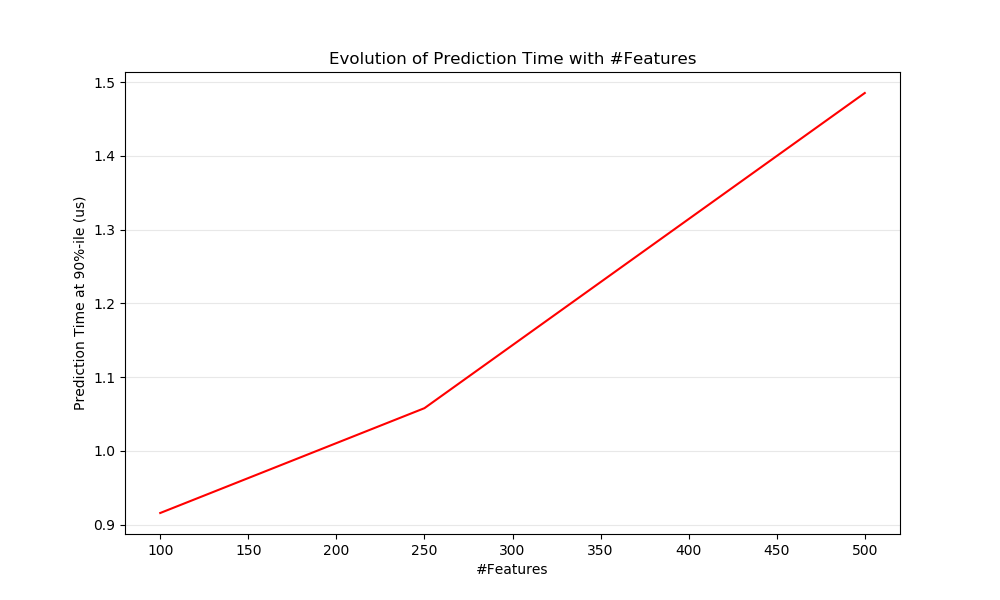 Evolution of Prediction Time with #Features
Prediction Time at 90%-ile (us)
1.5
1.4
1.3
1.2
1.1
1.0
0.9
100 150 200 250 300 350 400 450 500
#Features